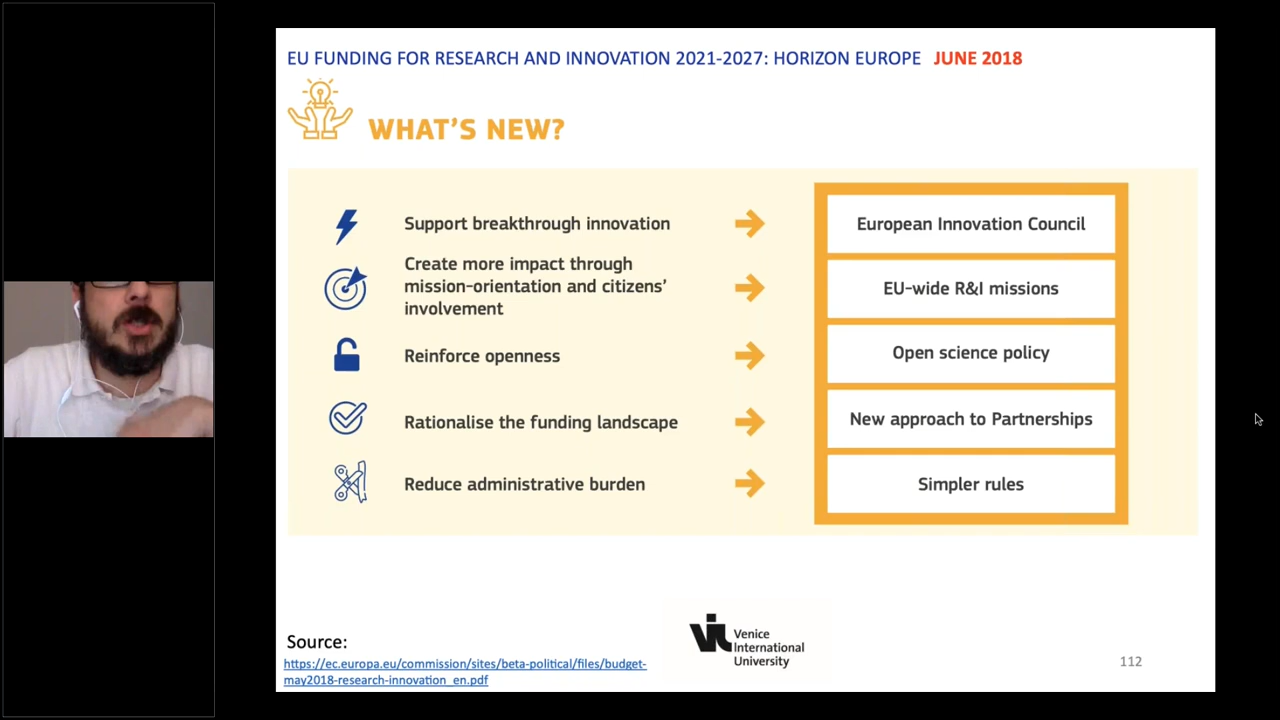 EU FUNDING FOR RESEARCH AND INNOVATION 2021-2027: HORIZON EUROPE JUNE 2018
WHAT'S NEW?
Support breakthrough innovation
European Innovation Council
Create more impact through
mission-orientation and citizens'
involvement
EU-wide R&I missions
Reinforce openness
Open science policy
Rationalise the funding landscape
New approach to Partnerships
Reduce administrative burden
Simpler rules
Source:
https://ec.europa.eu/commission/sites/beta-political/files/budget-
may2018-research-innovation_en.pdf
VIU
Venice
International
University
112